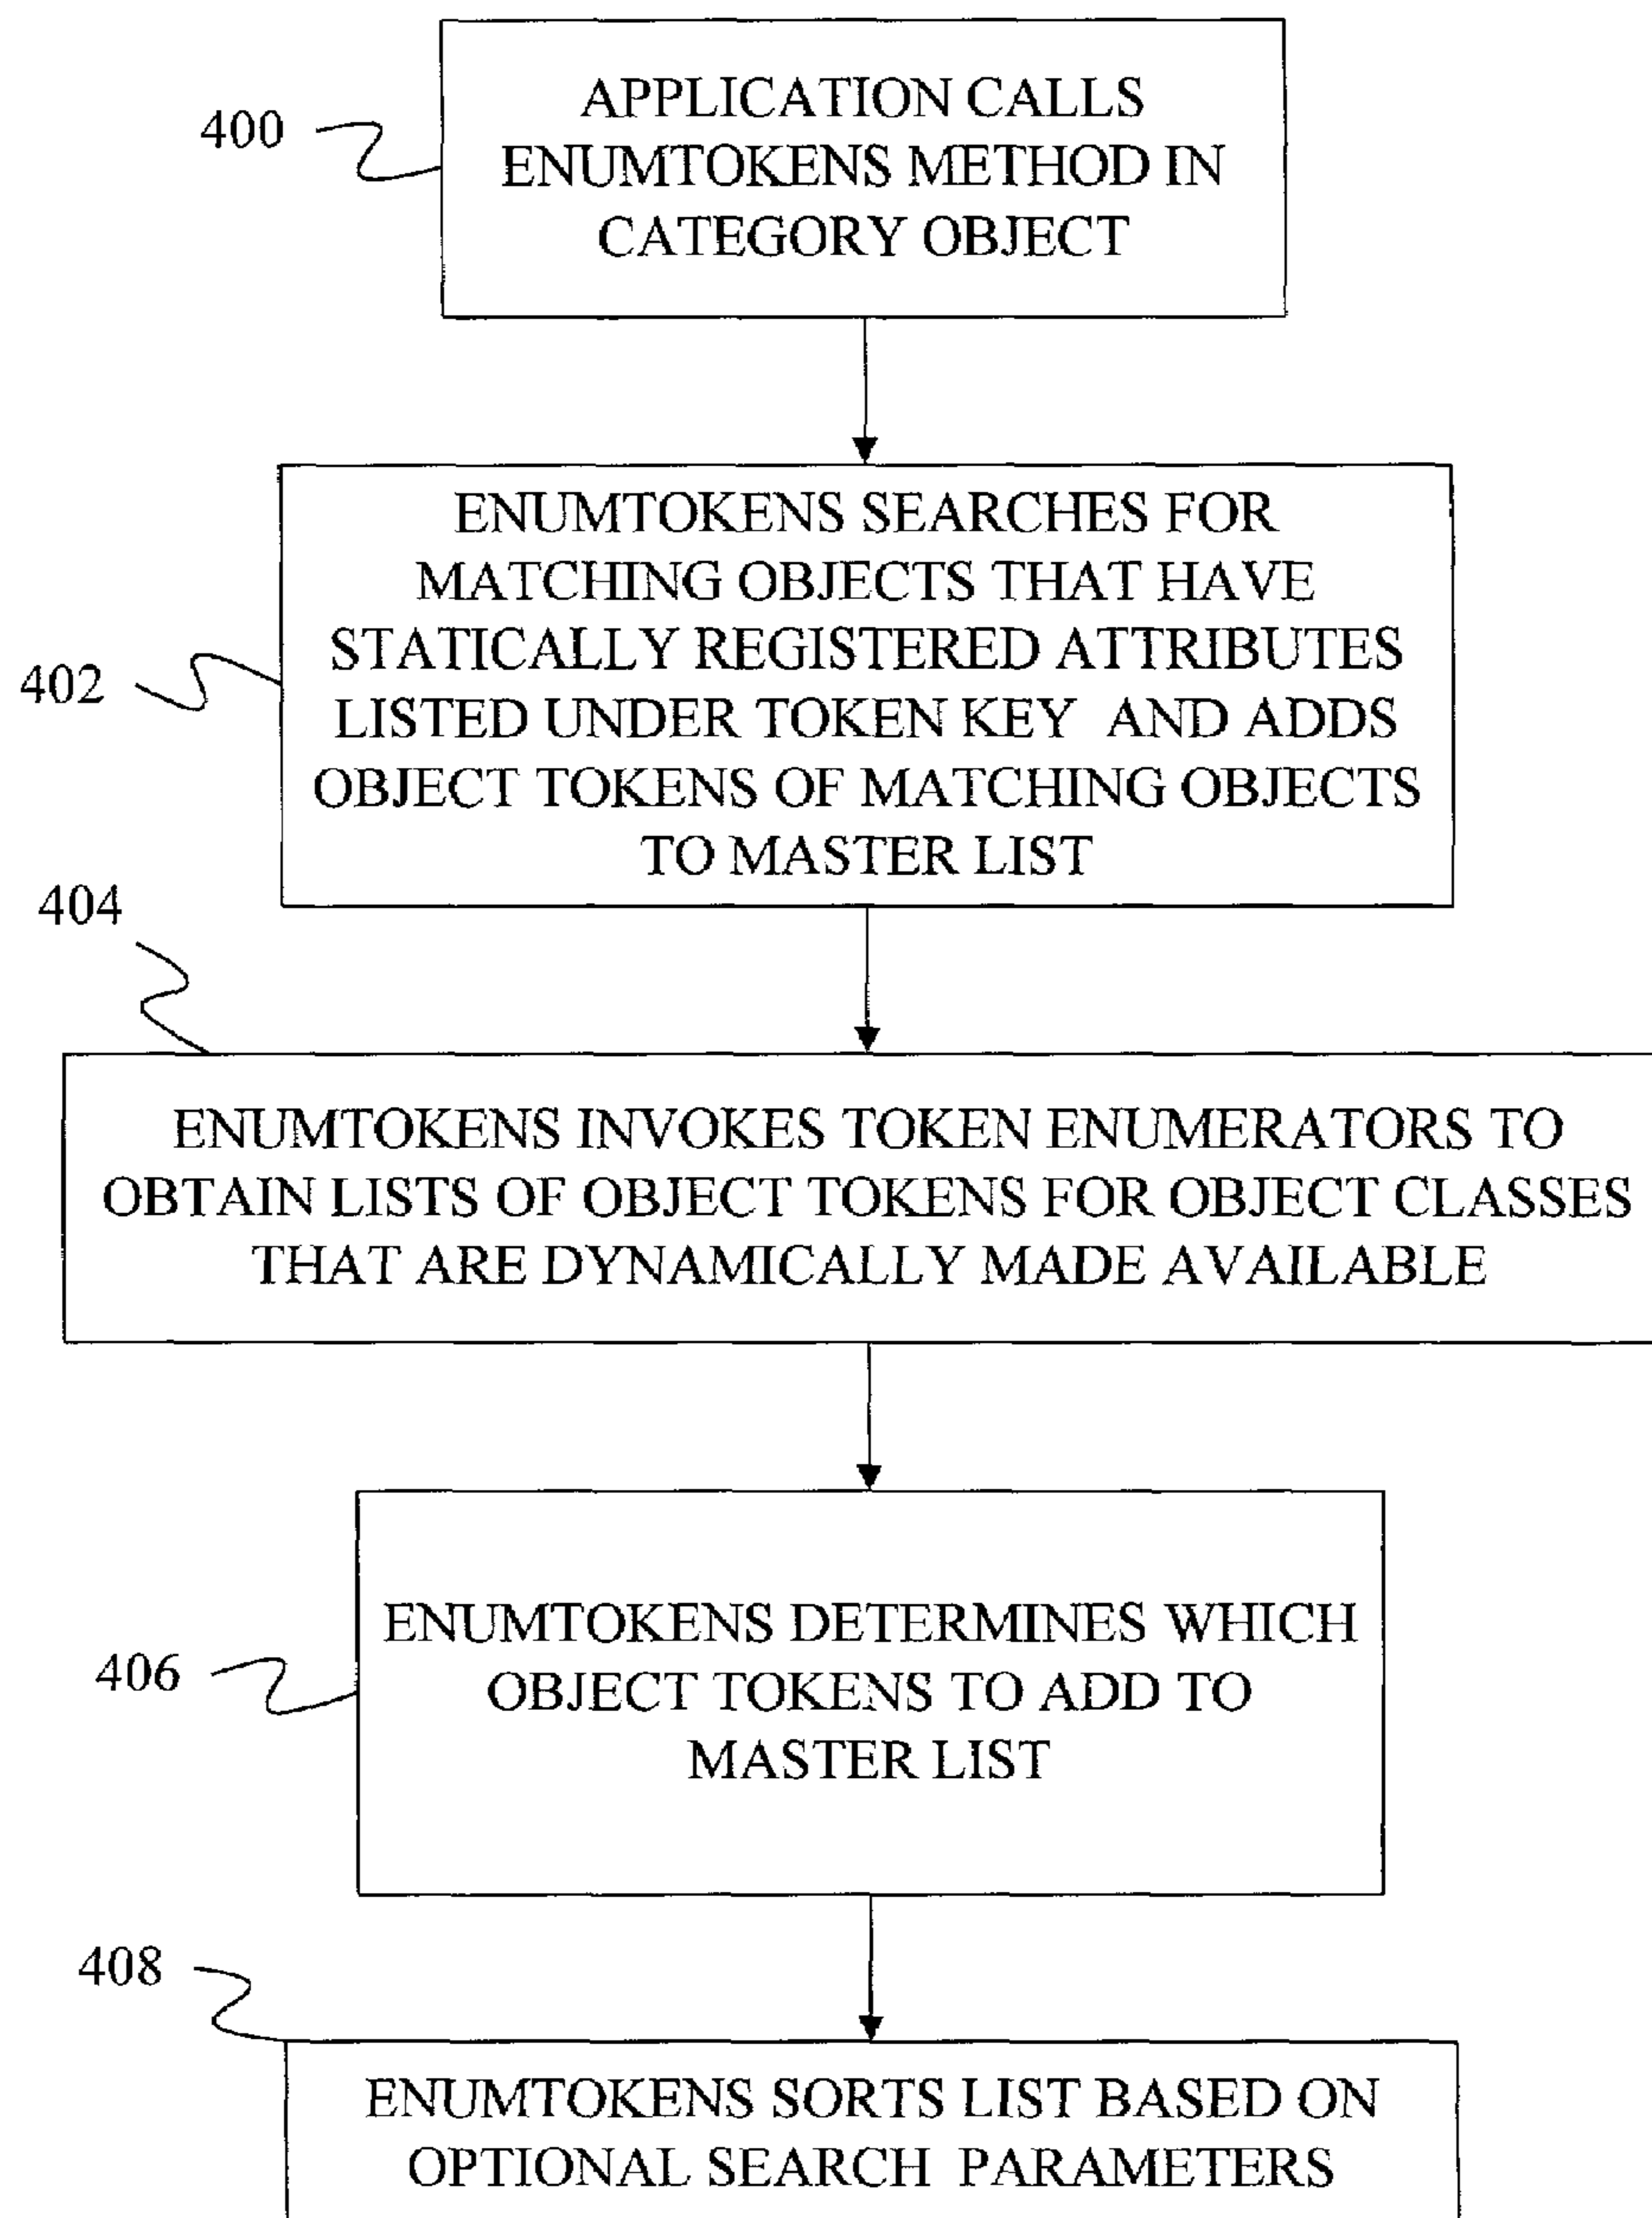 400
APPLICATION CALLS
ENUMTOKENS METHOD IN
CATEGORY OBJECT
402
ENUMTOKENS SEARCHES FOR
MATCHING OBJECTS THAT HAVE
STATICALLY REGISTERED ATTRIBUTES
LISTED UNDER TOKEN KEY AND ADDS
OBJECT TOKENS OF MATCHING OBJECTS
TO MASTER LIST
404
ENUMTOKENS INVOKES TOKEN ENUMERATORS TO
OBTAIN LISTS OF OBJECT TOKENS FOR OBJECT CLASSES
THAT ARE DYNAMICALLY MADE AVAILABLE
406
ENUMTOKENS DETERMINES WHICH
OBJECT TOKENS TO ADD TO
MASTER LIST
408
ENUMTOKENS SORTS LIST BASED ON
OPTIONAL SEARCH PARAMETERS